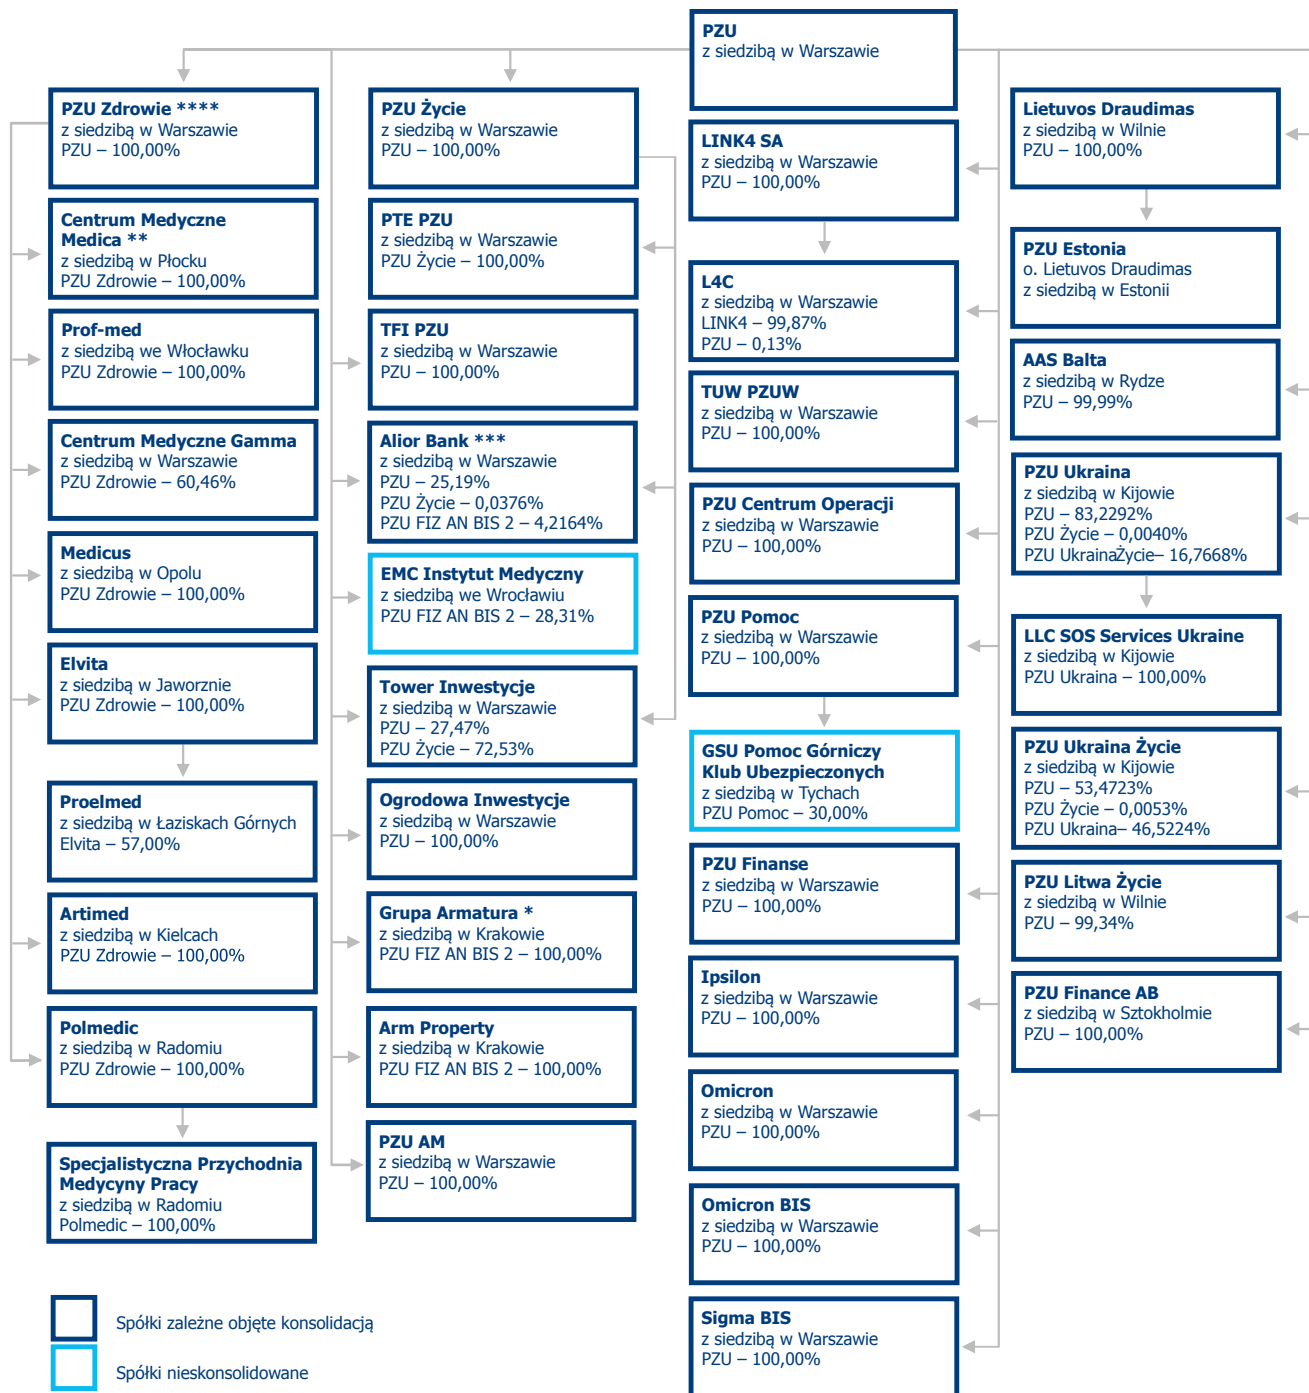 PZU
z siedzibą w Warszawie
PZU Zdrowie ****
z siedzibą w Warszawie
PZU – 100,00%
Centrum Medyczne
Medica **
z siedzibą w Płocku
PZU Zdrowie – 100,00%
Prof-med
z siedzibą we Włocławku
PZU Zdrowie – 100,00%
Centrum Medyczne Gamma
z siedzibą w Warszawie
PZU Zdrowie – 60,46%
Medicus
z siedzibą w Opolu
PZU Zdrowie – 100,00%
Elvita
z siedzibą w Jaworznie
PZU Zdrowie – 100,00%
Proelmed
z siedzibą w Łaziskach Górnych
Elvita – 57,00%
Artimed
z siedzibą w Kielcach
PZU Zdrowie – 100,00%
Polmedic
z siedzibą w Radomiu
PZU Zdrowie – 100,00%
Specjalistyczna Przychodnia
Medycyny Pracy
z siedzibą w Radomiu
Polmedic – 100,00%
PZU Życie
z siedzibą w Warszawie
PZU – 100,00%
PTE PZU
z siedzibą w Warszawie
PZU Życie – 100,00%
TFI PZU
z siedzibą w Warszawie
PZU – 100,00%
Alior Bank ***
z siedzibą w Warszawie
PZU – 25,19%
PZU Życie – 0,0376%
PZU FIZ AN BIS 2 – 4,2164%
EMC Instytut Medyczny
z siedzibą we Wrocławiu
PZU FIZ AN BIS 2 – 28,31%
Tower Inwestycje
z siedzibą w Warszawie
PZU – 27,47%
PZU Życie – 72,53%
Ogrodowa Inwestycje
z siedzibą w Warszawie
PZU – 100,00%
Grupa Armatura *
z siedzibą w Krakowie
PZU FIZ AN BIS 2 – 100,00%
Arm Property
z siedzibą w Krakowie
PZU FIZ AN BIS 2 – 100,00%
PZU AM
z siedzibą w Warszawie
PZU – 100,00%
LINK4 SA
z siedzibą w Warszawie
PZU – 100,00%
L4C
z siedzibą w Warszawie
LINK4 – 99,87%
PZU – 0,13%
TUW PZUW
z siedzibą w Warszawie
PZU – 100,00%
PZU Centrum Operacji
z siedzibą w Warszawie
PZU – 100,00%
PZU Pomoc
z siedzibą w Warszawie
PZU – 100,00%
GSU Pomoc Górniczy
Klub Ubezpieczonych
z siedzibą w Tychach
PZU Pomoc – 30,00%
PZU Finanse
z siedzibą w Warszawie
PZU – 100,00%
Ipsilon
z siedzibą w Warszawie
PZU – 100,00%
Omicron
z siedzibą w Warszawie
PZU – 100,00%
Omicron BIS
z siedzibą w Warszawie
PZU – 100,00%
Sigma BIS
z siedzibą w Warszawie
PZU – 100,00%
Lietuvos Draudimas
z siedzibą w Wilnie
PZU – 100,00%
PZU Estonia
o. Lietuvos Draudimas
z siedzibą w Estonii
AAS Balta
z siedzibą w Rydze
PZU – 99,99%
PZU Ukraina
z siedzibą w Kijowie
PZU – 83,2292%
PZU Życie – 0,0040%
PZU UkrainaŻycie– 16,7668%
LLC SOS Services Ukraine
z siedzibą w Kijowie
PZU Ukraina – 100,00%
PZU Ukraina Życie
z siedzibą w Kijowie
PZU – 53,4723%
PZU Życie – 0,0053%
PZU Ukraina– 46,5224%
PZU Litwa Życie
z siedzibą w Wilnie
PZU – 99,34%
PZU Finance AB
z siedzibą w Sztokholmie
PZU – 100,00%
Spółki zależne objęte konsolidacją
Spółki nieskonsolidowane